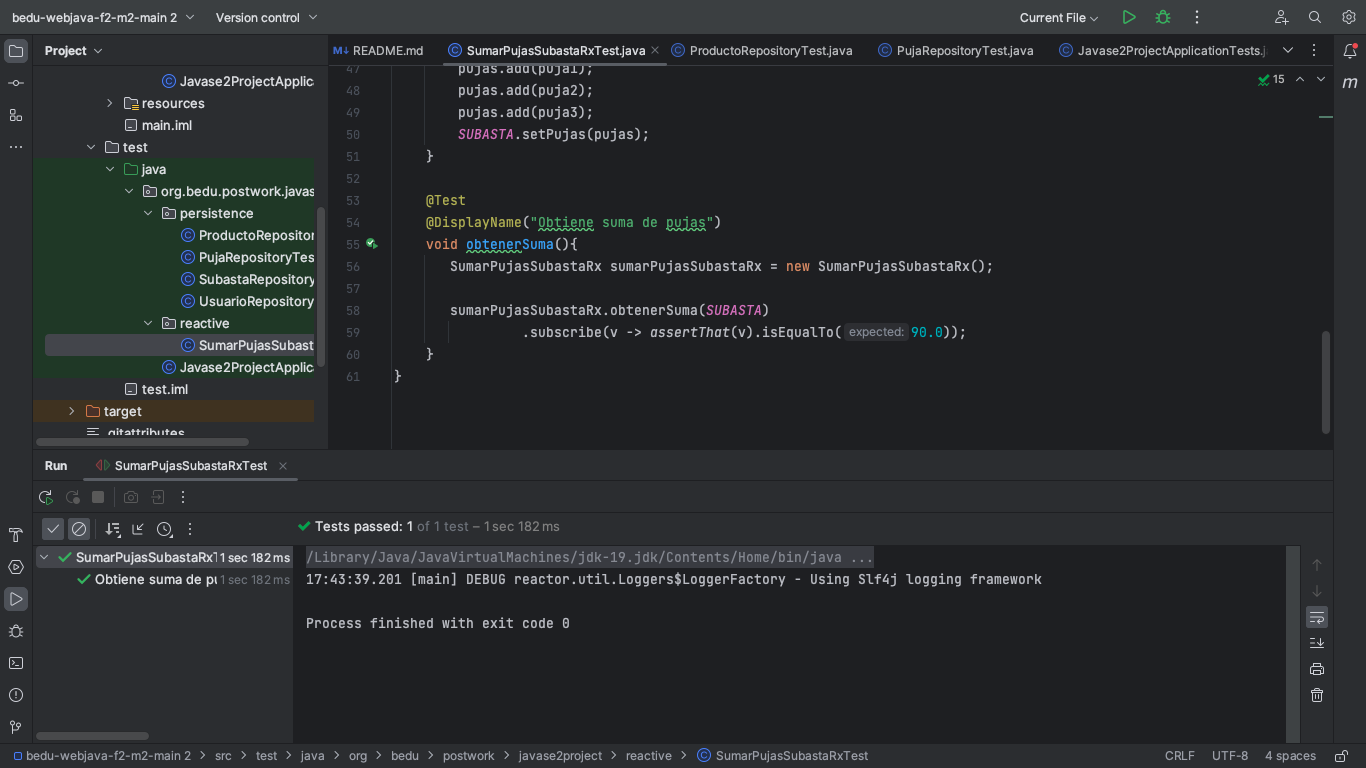 bedu-webjava-f2-m2-main 2
Version control
Current File
Project
README.md
SumarPujasSubastaRxTest.java
ProductoRepositoryTest.java
PujaRepositoryTest.java
Javase2ProjectApplicationTests.j
Javase2ProjectApplica
resources
main.iml
test
java
org.bedu.postwork.javas
persistence
ProductoRepositor
PujaRepositoryTes
SubastaRepository
UsuarioRepository
reactive
SumarPujasSubast
Javase2ProjectApplica
test.iml
target
.gitattributes
15
47 pujas.add(puja1);
48 pujas.add(puja2);
49 pujas.add(puja3);
50 SUBASTA.setPujas(pujas);
51 }
52
53 @Test
54 @DisplayName("Obtiene suma de pujas")
55 void obtenerSuma(){
56 SumarPujasSubastaRx sumarPujasSubastaRx = new SumarPujasSubastaRx();
57
58 sumarPujasSubastaRx.obtenerSuma(SUBASTA)
59 .subscribe(v -> assertThat(v).isEqualTo( expected: 90.0));
60 }
61 }
Run
SumarPujasSubastaRxTest
Tests passed: 1 of 1 test – 1 sec 182 ms
SumarPujasSubastaRxT 1 sec 182 ms
Obtiene suma de pu 1 sec 182 ms
/Library/Java/JavaVirtualMachines/jdk-19.jdk/Contents/Home/bin/java ...
17:43:39.201 [main] DEBUG reactor.util.Loggers$LoggerFactory - Using Slf4j logging framework
Process finished with exit code 0
bedu-webjava-f2-m2-main 2 > src > test > java > org > bedu > postwork > javase2project > reactive > SumarPujasSubastaRxTest
CRLF
UTF-8
4 spaces